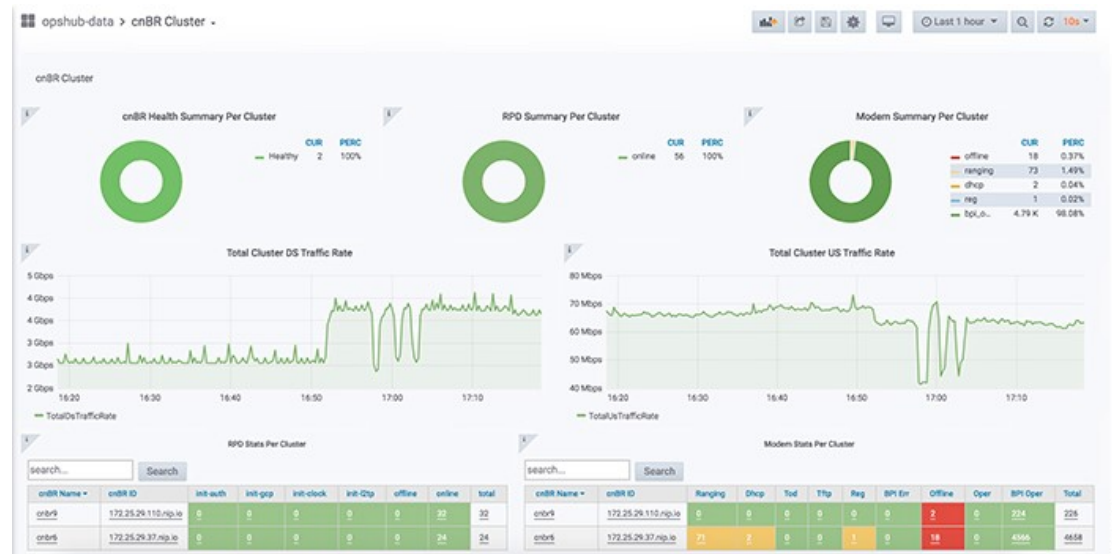 opshub-data > cnBR Cluster
Last 1 hour 10s
cnBR Cluster
cnBR Health Summary Per Cluster
CUR PERC
Healthy 2 100%
RPD Summary Per Cluster
CUR PERC
online 56 100%
Modem Summary Per Cluster
CUR PERC
offline 18 0.37%
ranging 73 1.49%
dhcp 2 0.04%
reg 1 0.02%
bpi_o... 4.79 K 98.08%
Total Cluster DS Traffic Rate
5 Gbps
4 Gbps
4 Gbps
3 Gbps
3 Gbps
2 Gbps
16:20 16:30 16:40 16:50 17:00 17:10
TotalDsTrafficRate
Total Cluster US Traffic Rate
80 Mbps
70 Mbps
60 Mbps
50 Mbps
40 Mbps
16:20 16:30 16:40 16:50 17:00 17:10
TotalUsTrafficRate
RPD Stats Per Cluster
search... Search
cnBR Name cnBR ID init-auth init-gcp init-clock init-l2tp offline online total
cnbr9 172.25.29.110.nip.io 0 0 0 0 0 32 32
cnbr6 172.25.29.37.nip.io 0 0 0 0 0 24 24
Modem Stats Per Cluster
search... Search
cnBR Name cnBR ID Ranging Dhcp Tod Tftp Reg BPI Err Offline Oper BPI Oper Total
cnbr9 172.25.29.110.nip.io 0 0 0 0 0 0 2 0 224 226
cnbr6 172.25.29.37.nip.io 71 2 0 0 1 0 18 0 4566 4658